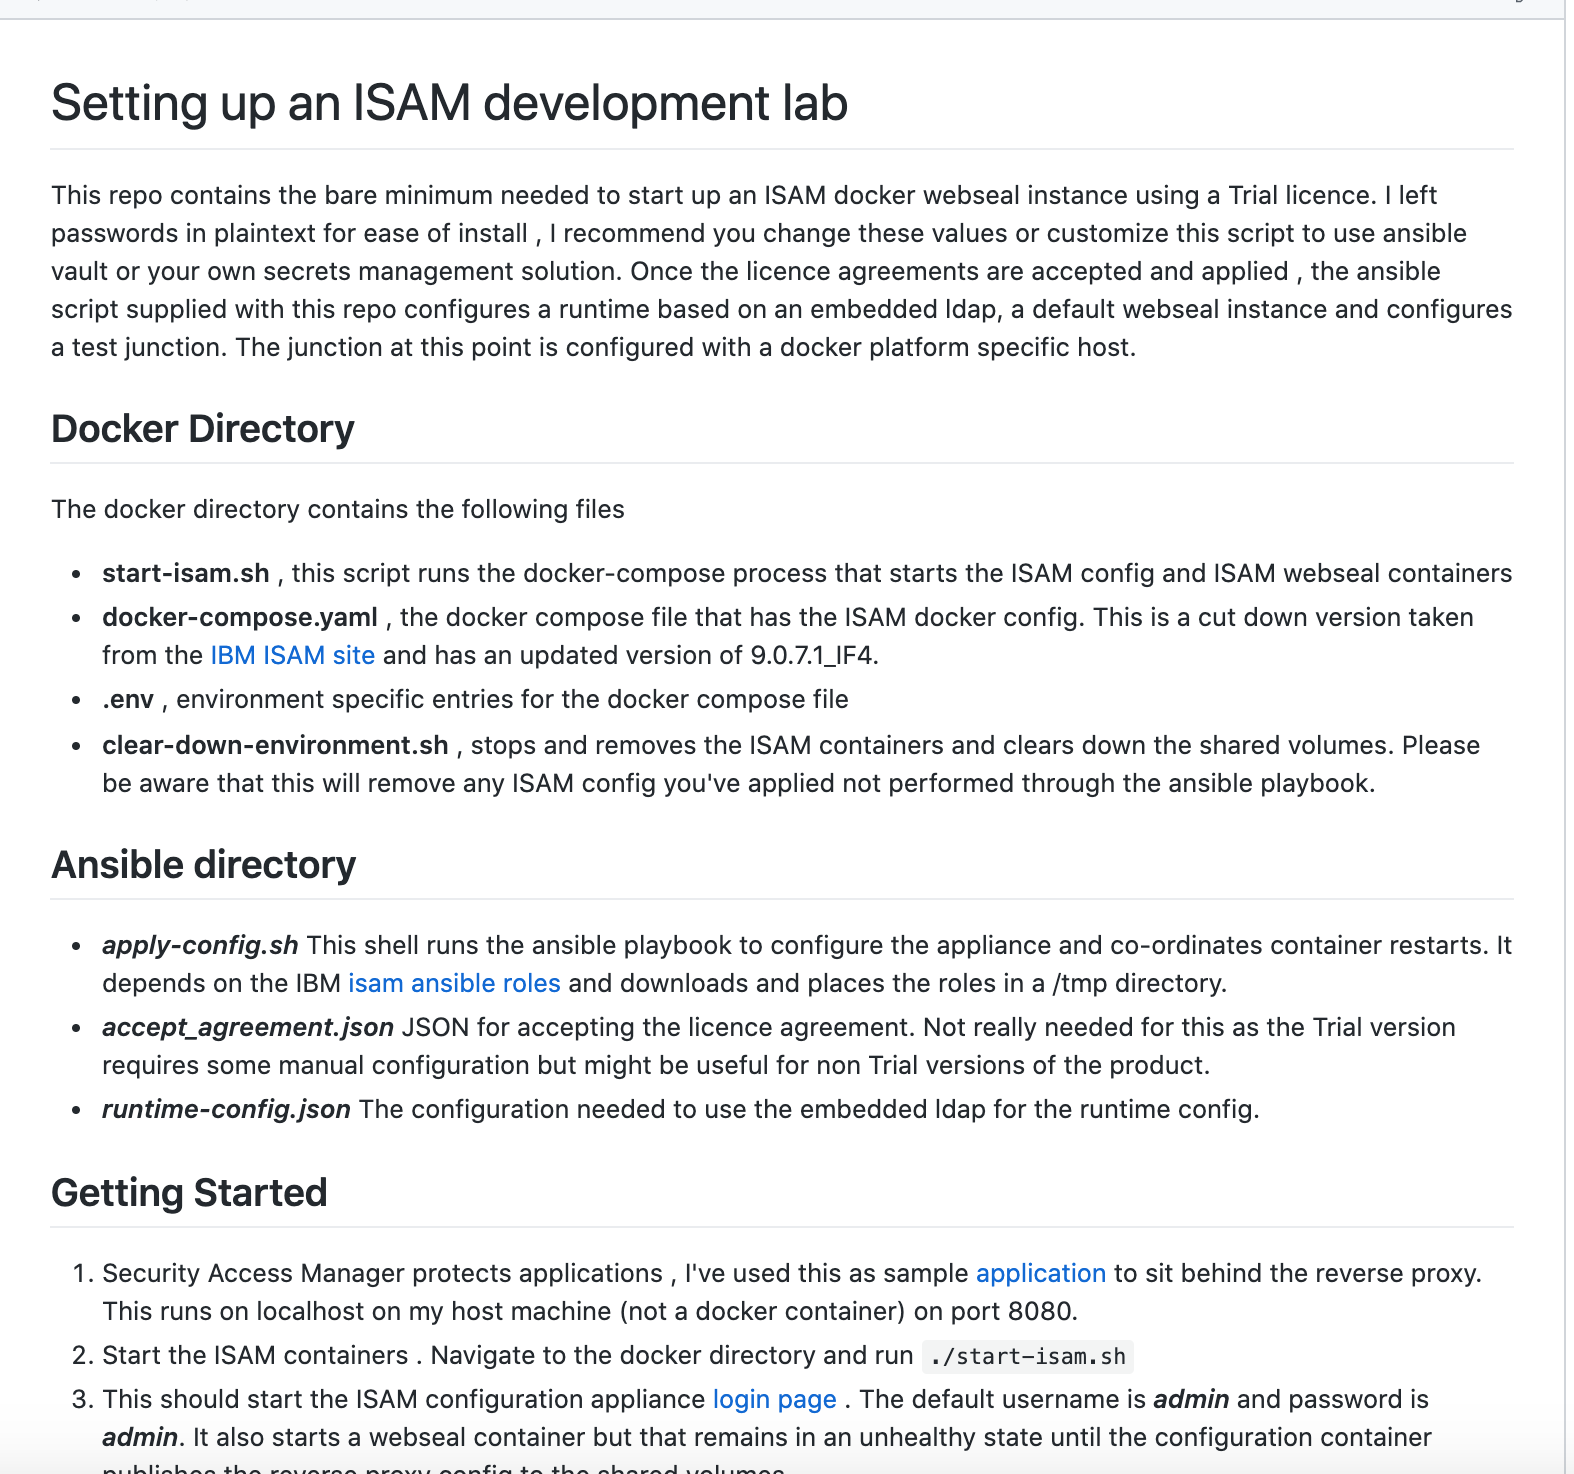 Setting up an ISAM development lab
This repo contains the bare minimum needed to start up an ISAM docker webseal instance using a Trial licence. I left
passwords in plaintext for ease of install , I recommend you change these values or customize this script to use ansible
vault or your own secrets management solution. Once the licence agreements are accepted and applied , the ansible
script supplied with this repo configures a runtime based on an embedded ldap, a default webseal instance and configures
a test junction. The junction at this point is configured with a docker platform specific host.
Docker Directory
The docker directory contains the following files
• start-isam.sh , this script runs the docker-compose process that starts the ISAM config and ISAM webseal containers
• docker-compose.yaml , the docker compose file that has the ISAM docker config. This is a cut down version taken
from the IBM ISAM site and has an updated version of 9.0.7.1_IF4.
• .env , environment specific entries for the docker compose file
• clear-down-environment.sh , stops and removes the ISAM containers and clears down the shared volumes. Please
be aware that this will remove any ISAM config you've applied not performed through the ansible playbook.
Ansible directory
• apply-config.sh This shell runs the ansible playbook to configure the appliance and co-ordinates container restarts. It
depends on the IBM isam ansible roles and downloads and places the roles in a /tmp directory.
• accept_agreement.json JSON for accepting the licence agreement. Not really needed for this as the Trial version
requires some manual configuration but might be useful for non Trial versions of the product.
• runtime-config.json The configuration needed to use the embedded ldap for the runtime config.
Getting Started
1. Security Access Manager protects applications , I've used this as sample application to sit behind the reverse proxy.
This runs on localhost on my host machine (not a docker container) on port 8080.
2. Start the ISAM containers . Navigate to the docker directory and run ./start-isam.sh
3. This should start the ISAM configuration appliance login page . The default username is admin and password is
admin. It also starts a webseal container but that remains in an unhealthy state until the configuration container
publishes the reverse proxy config to the shared volumes